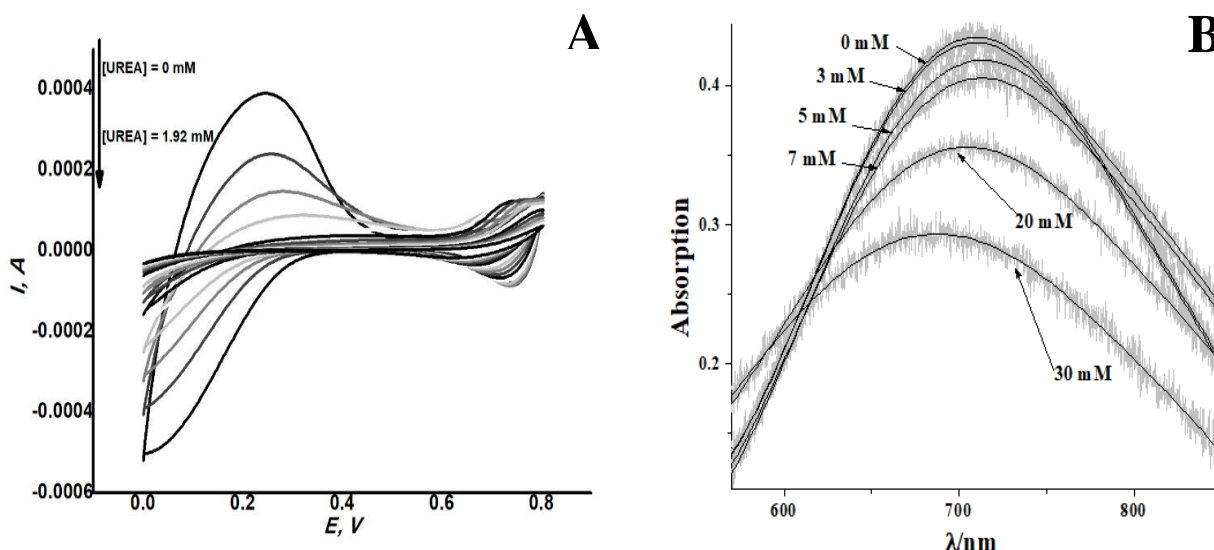 A
[UREA] = 0 mM
[UREA] = 1.92 mM
0.0004
0.0002
0.0000
-0.0002
-0.0004
-0.0006
I, A
0.0
0.2
0.4
0.6
0.8
E, V
B
0 mM
3 mM
5 mM
7 mM
20 mM
30 mM
0.4
0.3
0.2
Absorption
600
700
800
λ/nm